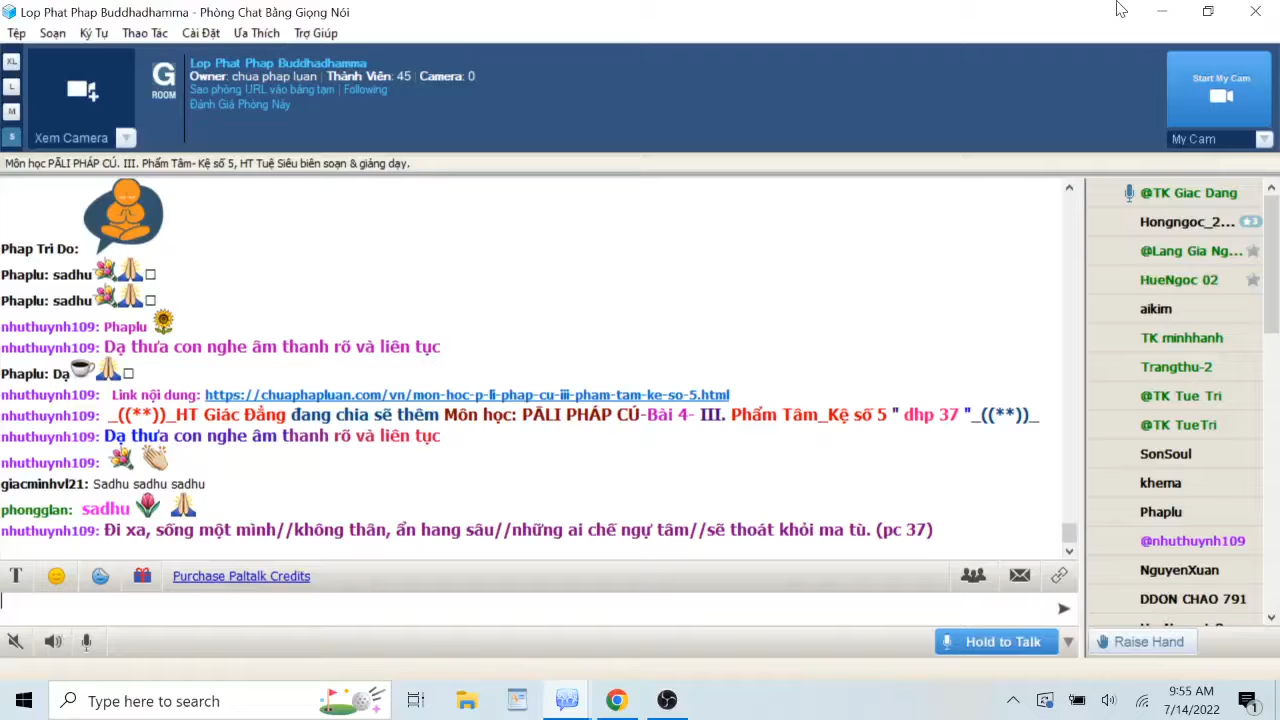 Lop Phat Phap Buddhadhamma - Phòng Chat Bằng Giọng Nói
Tệp Soạn Ký Tự Thao Tác Cài Đặt Ưa Thích Trợ Giúp
XL
L
M
S
Xem Camera
G
ROOM
Lop Phat Phap Buddhadhamma
Owner: chua phap luan | Thành Viên: 45 | Camera: 0
Sao phòng URL vào bảng tạm | Following
Đánh Giá Phòng Này
Start My Cam
My Cam
Môn học PĀLI PHÁP CÚ. III. Phẩm Tâm- Kệ số 5, HT Tuệ Siêu biên soạn & giảng dạy.
Phap Tri Do:
Phaplu: sadhu
Phaplu: sadhu
nhuthuynh109: Phaplu
nhuthuynh109: Dạ thưa con nghe âm thanh rõ và liên tục
Phaplu: Dạ
nhuthuynh109: Link nội dung: https://chuaphapluan.com/vn/mon-hoc-p-li-phap-cu-iii-pham-tam-ke-so-5.html
nhuthuynh109: _((**))_HT Giác Đẳng đang chia sẽ thêm Môn học: PĀLI PHÁP CÚ-Bài 4- III. Phẩm Tâm_Kệ số 5 " dhp 37 "_((**))_
nhuthuynh109: Dạ thưa con nghe âm thanh rõ và liên tục
nhuthuynh109:
giacminhvl21: Sadhu sadhu sadhu
phongglan: sadhu
nhuthuynh109: Đi xa, sống một mình//không thân, ẩn hang sâu//những ai chế ngự tâm//sẽ thoát khỏi ma tù. (pc 37)
@TK Giac Dang
Hongngoc_2... 3
@Lang Gia Ng...
HueNgoc 02
aikim
TK minhhanh
Trangthu-2
@TK Tue Tri
@TK TueTri
SonSoul
khema
Phaplu
@nhuthuynh109
NguyenXuan
DDON CHAO 791
T Purchase Paltalk Credits
Hold to Talk
Raise Hand
Type here to search
9:55 AM
7/14/2022
1